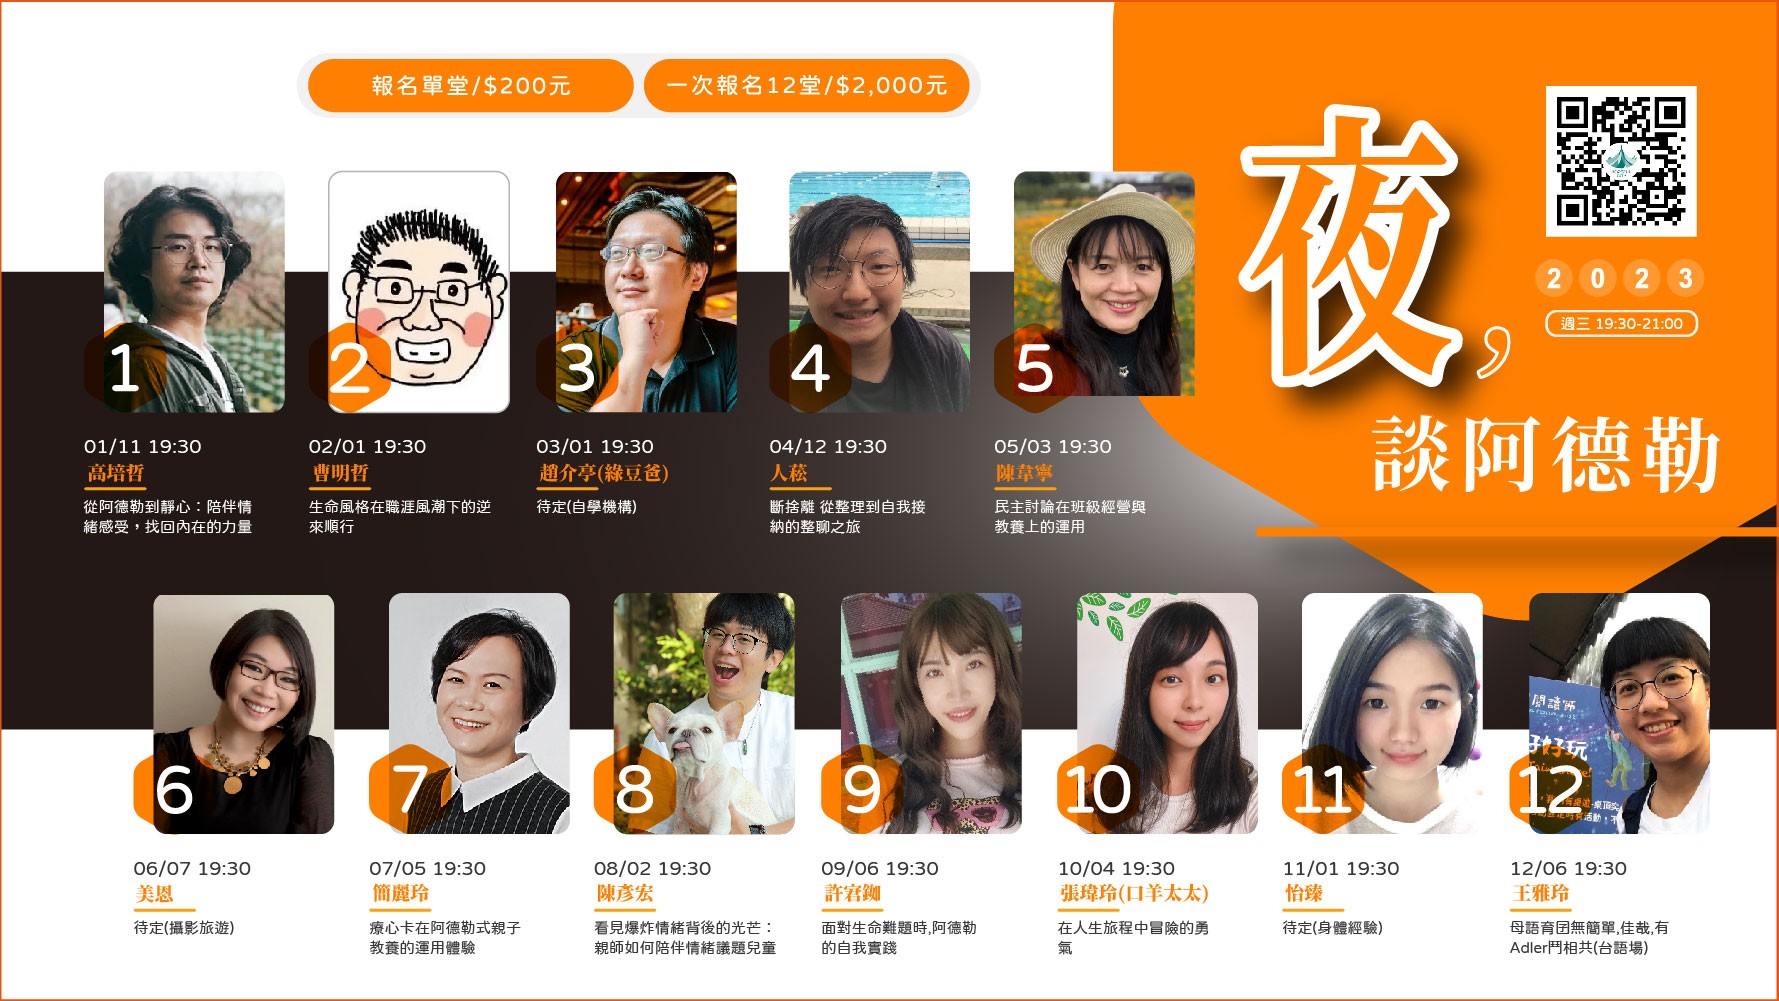 報名單堂/$200元
一次報名12堂/$2,000元
夜,
談阿德勒
2023
週三 19:30-21:00
1
01/11 19:30
高培哲
從阿德勒到靜心：陪伴情
緒感受，找回內在的力量
2
02/01 19:30
曹明哲
生命風格在職涯風潮下的逆
來順行
3
03/01 19:30
趙介亭(綠豆爸)
待定(自學機構)
4
04/12 19:30
人菘
斷捨離 從整理到自我接
納的整聊之旅
5
05/03 19:30
陳韋寧
民主討論在班級經營與
教養上的運用
6
06/07 19:30
美恩
待定(攝影旅遊)
7
07/05 19:30
簡麗玲
療心卡在阿德勒式親子
教養的運用體驗
8
08/02 19:30
陳彥宏
看見爆炸情緒背後的光芒：
親師如何陪伴情緒議題兒童
9
09/06 19:30
許宭鈿
面對生命難題時,阿德勒
的自我實踐
10
10/04 19:30
張瑋玲(口羊太太)
在人生旅程中冒險的勇
氣
11
11/01 19:30
怡臻
待定(身體經驗)
閱讀師
好玩
12
12/06 19:30
王雅玲
母語育囝無簡單,佳哉,有
Adler鬥相共(台語場)